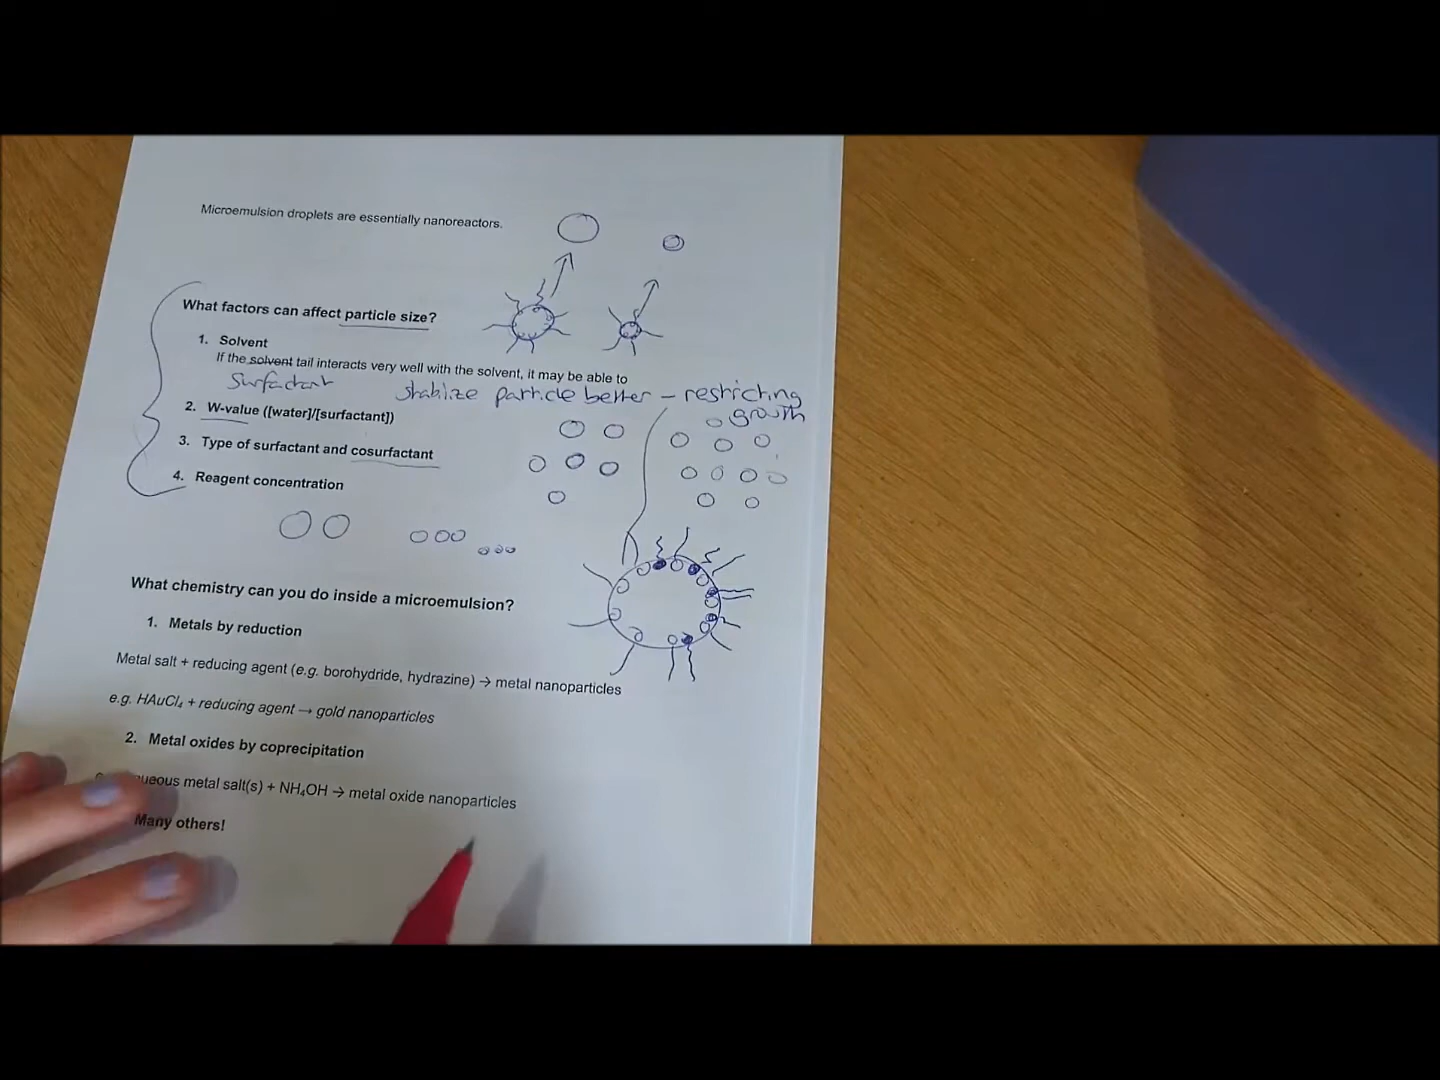 Microemulsion droplets are essentially nanoreactors.
What factors can affect particle size?
1. Solvent
If the solvent tail interacts very well with the solvent, it may be able to
surfactant stabilize particle better - restricting
growth
2. W-value ([water]/[surfactant])
3. Type of surfactant and cosurfactant
4. Reagent concentration
What chemistry can you do inside a microemulsion?
1. Metals by reduction
Metal salt + reducing agent (e.g. borohydride, hydrazine) → metal nanoparticles
e.g. HAuCl₄ + reducing agent → gold nanoparticles
2. Metal oxides by coprecipitation
metal salt(s) + NH₄OH → metal oxide nanoparticles
Many others!